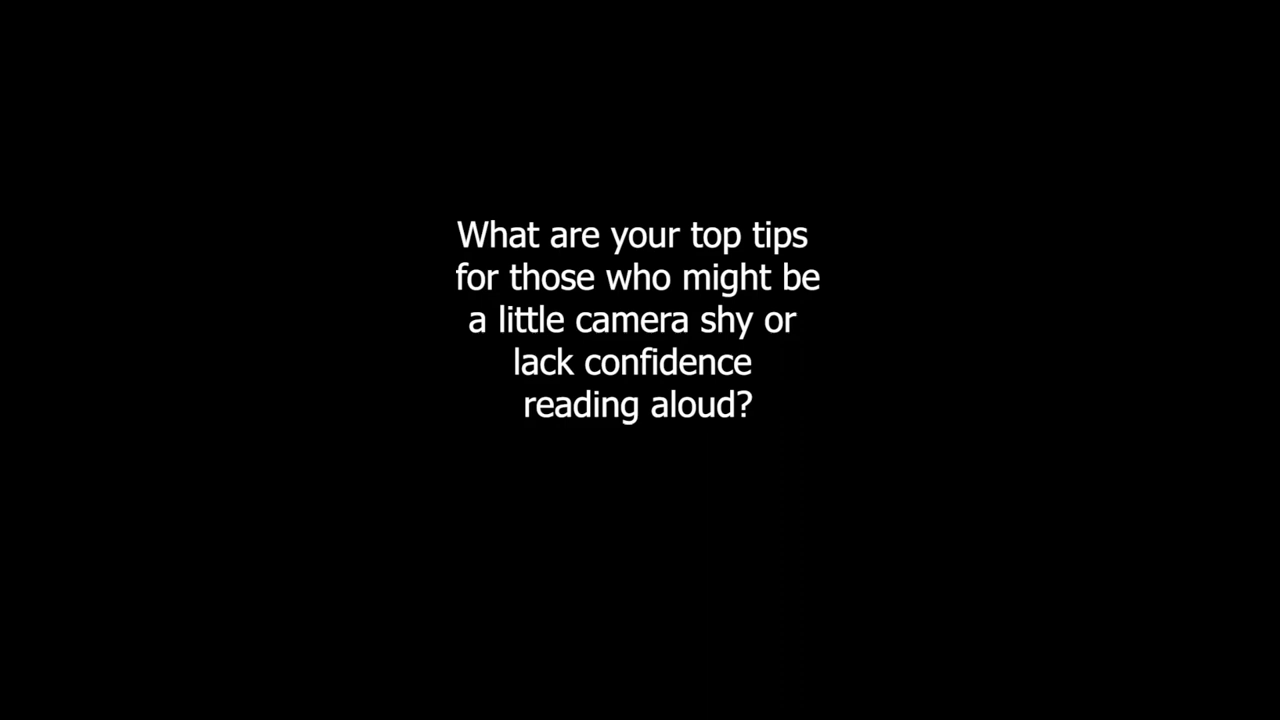 What are your top tips
for those who might be
a little camera shy or
lack confidence
reading aloud?